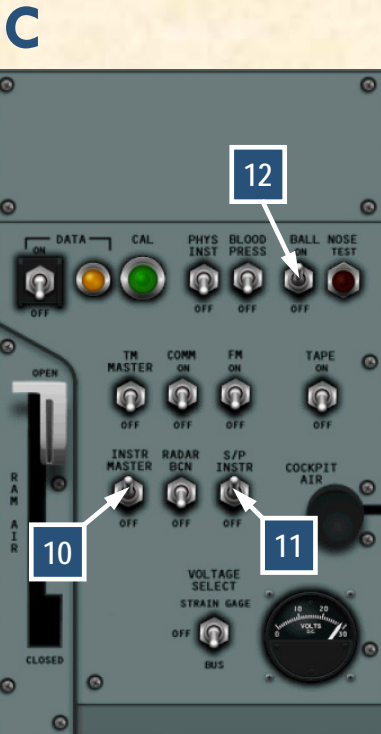 C
12
DATA
CAL
PHYS
INST
BLOOD
PRESS
BALL
ON
NOSE
TEST
ON
OFF
OFF
OFF
OFF
OPEN
TM
MASTER
COMM
ON
FM
ON
TAPE
ON
OFF
OFF
OFF
OFF
INSTR
MASTER
RADAR
BCN
S/P
INSTR
COCKPIT
AIR
RAM AIR
10
11
OFF
OFF
OFF
VOLTAGE
SELECT
STRAIN GAGE
OFF
BUS
0 10 20 30
VOLTS
D.C.
CLOSED